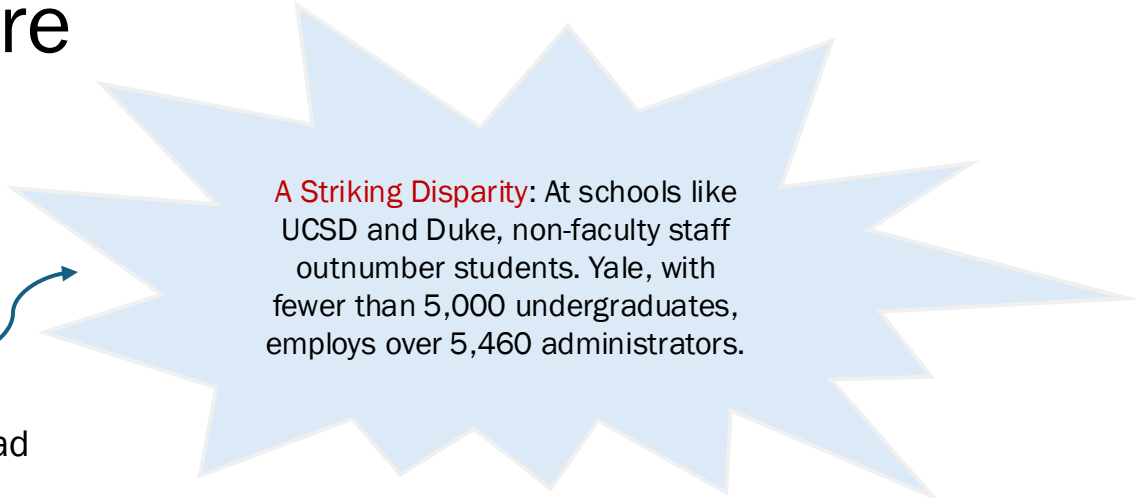 re
A Striking Disparity: At schools like
UCSD and Duke, non-faculty staff
outnumber students. Yale, with
fewer than 5,000 undergraduates,
employs over 5,460 administrators.
ad